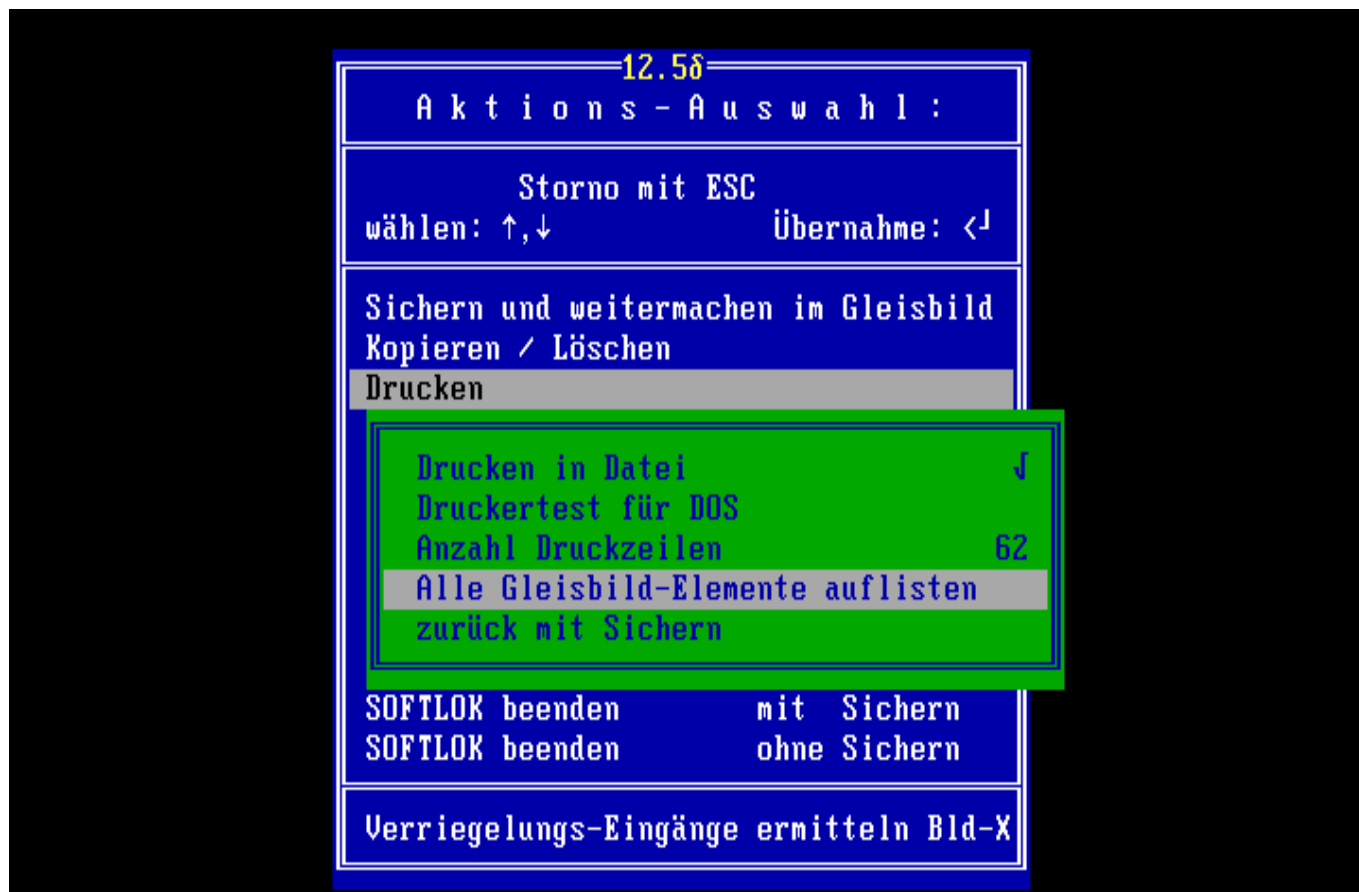 12.5δ
Aktions-Auswahl:
Storno mit ESC
wählen: ↑,↓ Übernahme: <┘
Sichern und weitermachen im Gleisbild
Kopieren / Löschen
Drucken
Drucken in Datei √
Druckertest für DOS
Anzahl Druckzeilen 62
Alle Gleisbild-Elemente auflisten
zurück mit Sichern
SOFTLOK beenden mit Sichern
SOFTLOK beenden ohne Sichern
Verriegelungs-Eingänge ermitteln Bld-X